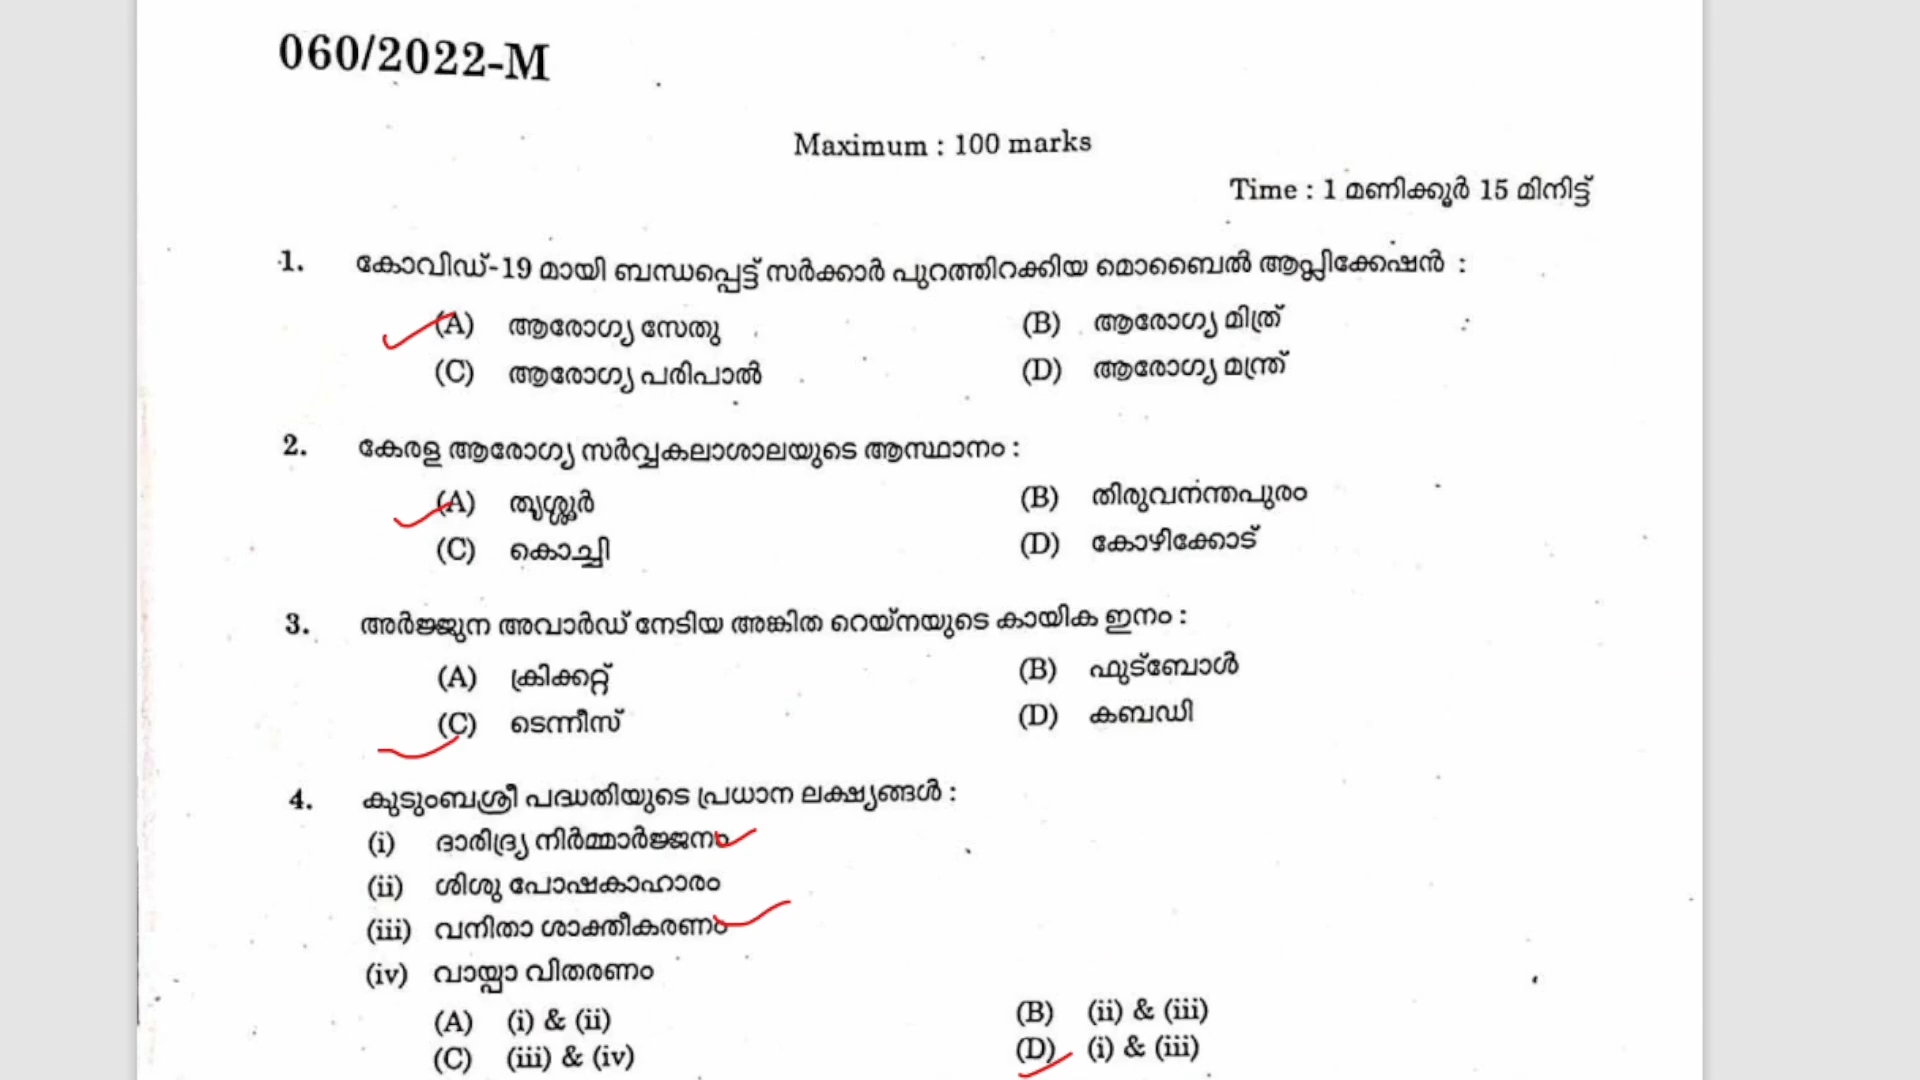 060/2022-M
Maximum : 100 marks
Time : 1 മണിക്കൂർ 15 മിനിട്ട്
1. കോവിഡ്-19 മായി ബന്ധപ്പെട്ട് സർക്കാർ പുറത്തിറക്കിയ മൊബൈൽ ആപ്ലിക്കേഷൻ :
(A) ആരോഗ്യ സേതു (B) ആരോഗ്യ മിത്ര്
(C) ആരോഗ്യ പരിപാൽ (D) ആരോഗ്യ മന്ത്ര്
2. കേരള ആരോഗ്യ സർവ്വകലാശാലയുടെ ആസ്ഥാനം :
(A) തൃശ്ശൂർ (B) തിരുവനന്തപുരം
(C) കൊച്ചി (D) കോഴിക്കോട്
3. അർജ്ജുന അവാർഡ് നേടിയ അങ്കിത റെയ്നയുടെ കായിക ഇനം :
(A) ക്രിക്കറ്റ് (B) ഫുട്ബോൾ
(C) ടെന്നീസ് (D) കബഡി
4. കുടുംബശ്രീ പദ്ധതിയുടെ പ്രധാന ലക്ഷ്യങ്ങൾ :
(i) ദാരിദ്ര്യ നിർമ്മാർജ്ജനം
(ii) ശിശു പോഷകാഹാരം
(iii) വനിതാ ശാക്തീകരണം
(iv) വായ്പാ വിതരണം
(A) (i) & (ii) (B) (ii) & (iii)
(C) (iii) & (iv) (D) (i) & (iii)